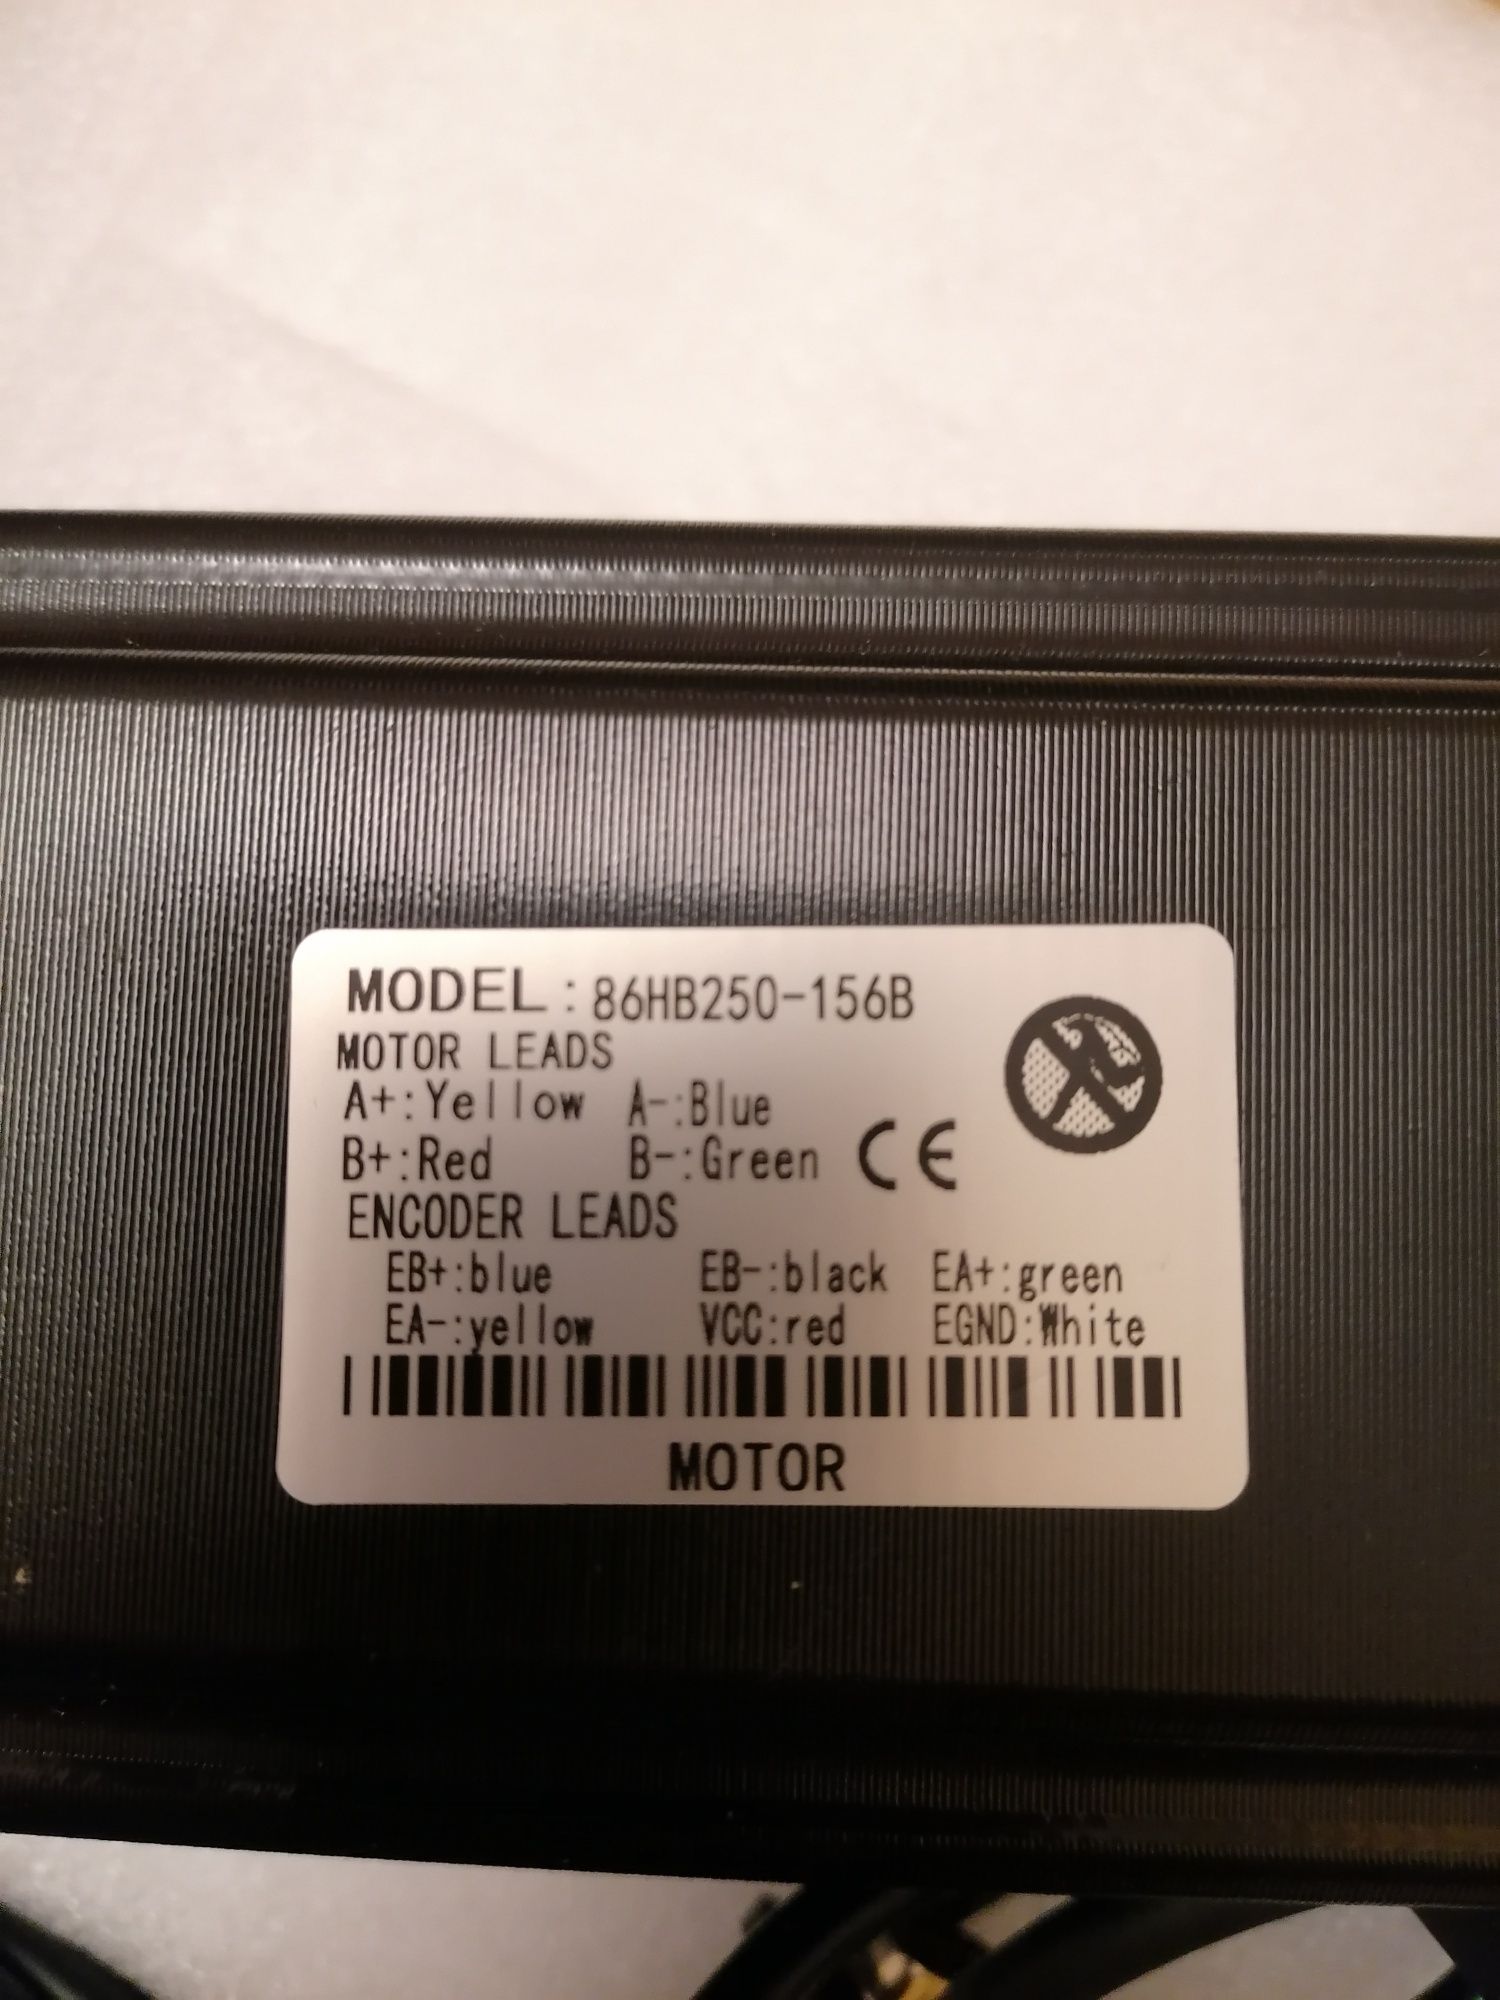 MODEL:86HB250-156B
MOTOR LEADS
A+:Yellow A-:Blue
B+:Red B-:Green CE
ENCODER LEADS
EB+:blue EB-:black EA+:green
EA-:yellow VCC:red EGND:White
MOTOR